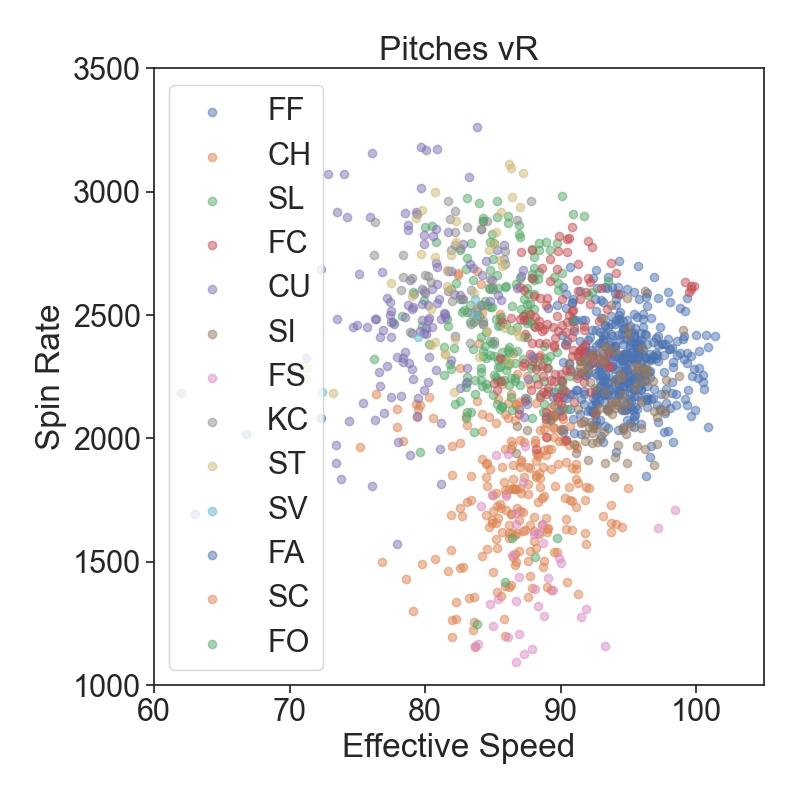 Pitches vR
3500
3000
2500
2000
1500
1000
Spin Rate
FF
CH
SL
FC
CU
SI
FS
KC
ST
SV
FA
SC
FO
60 70 80 90 100
Effective Speed